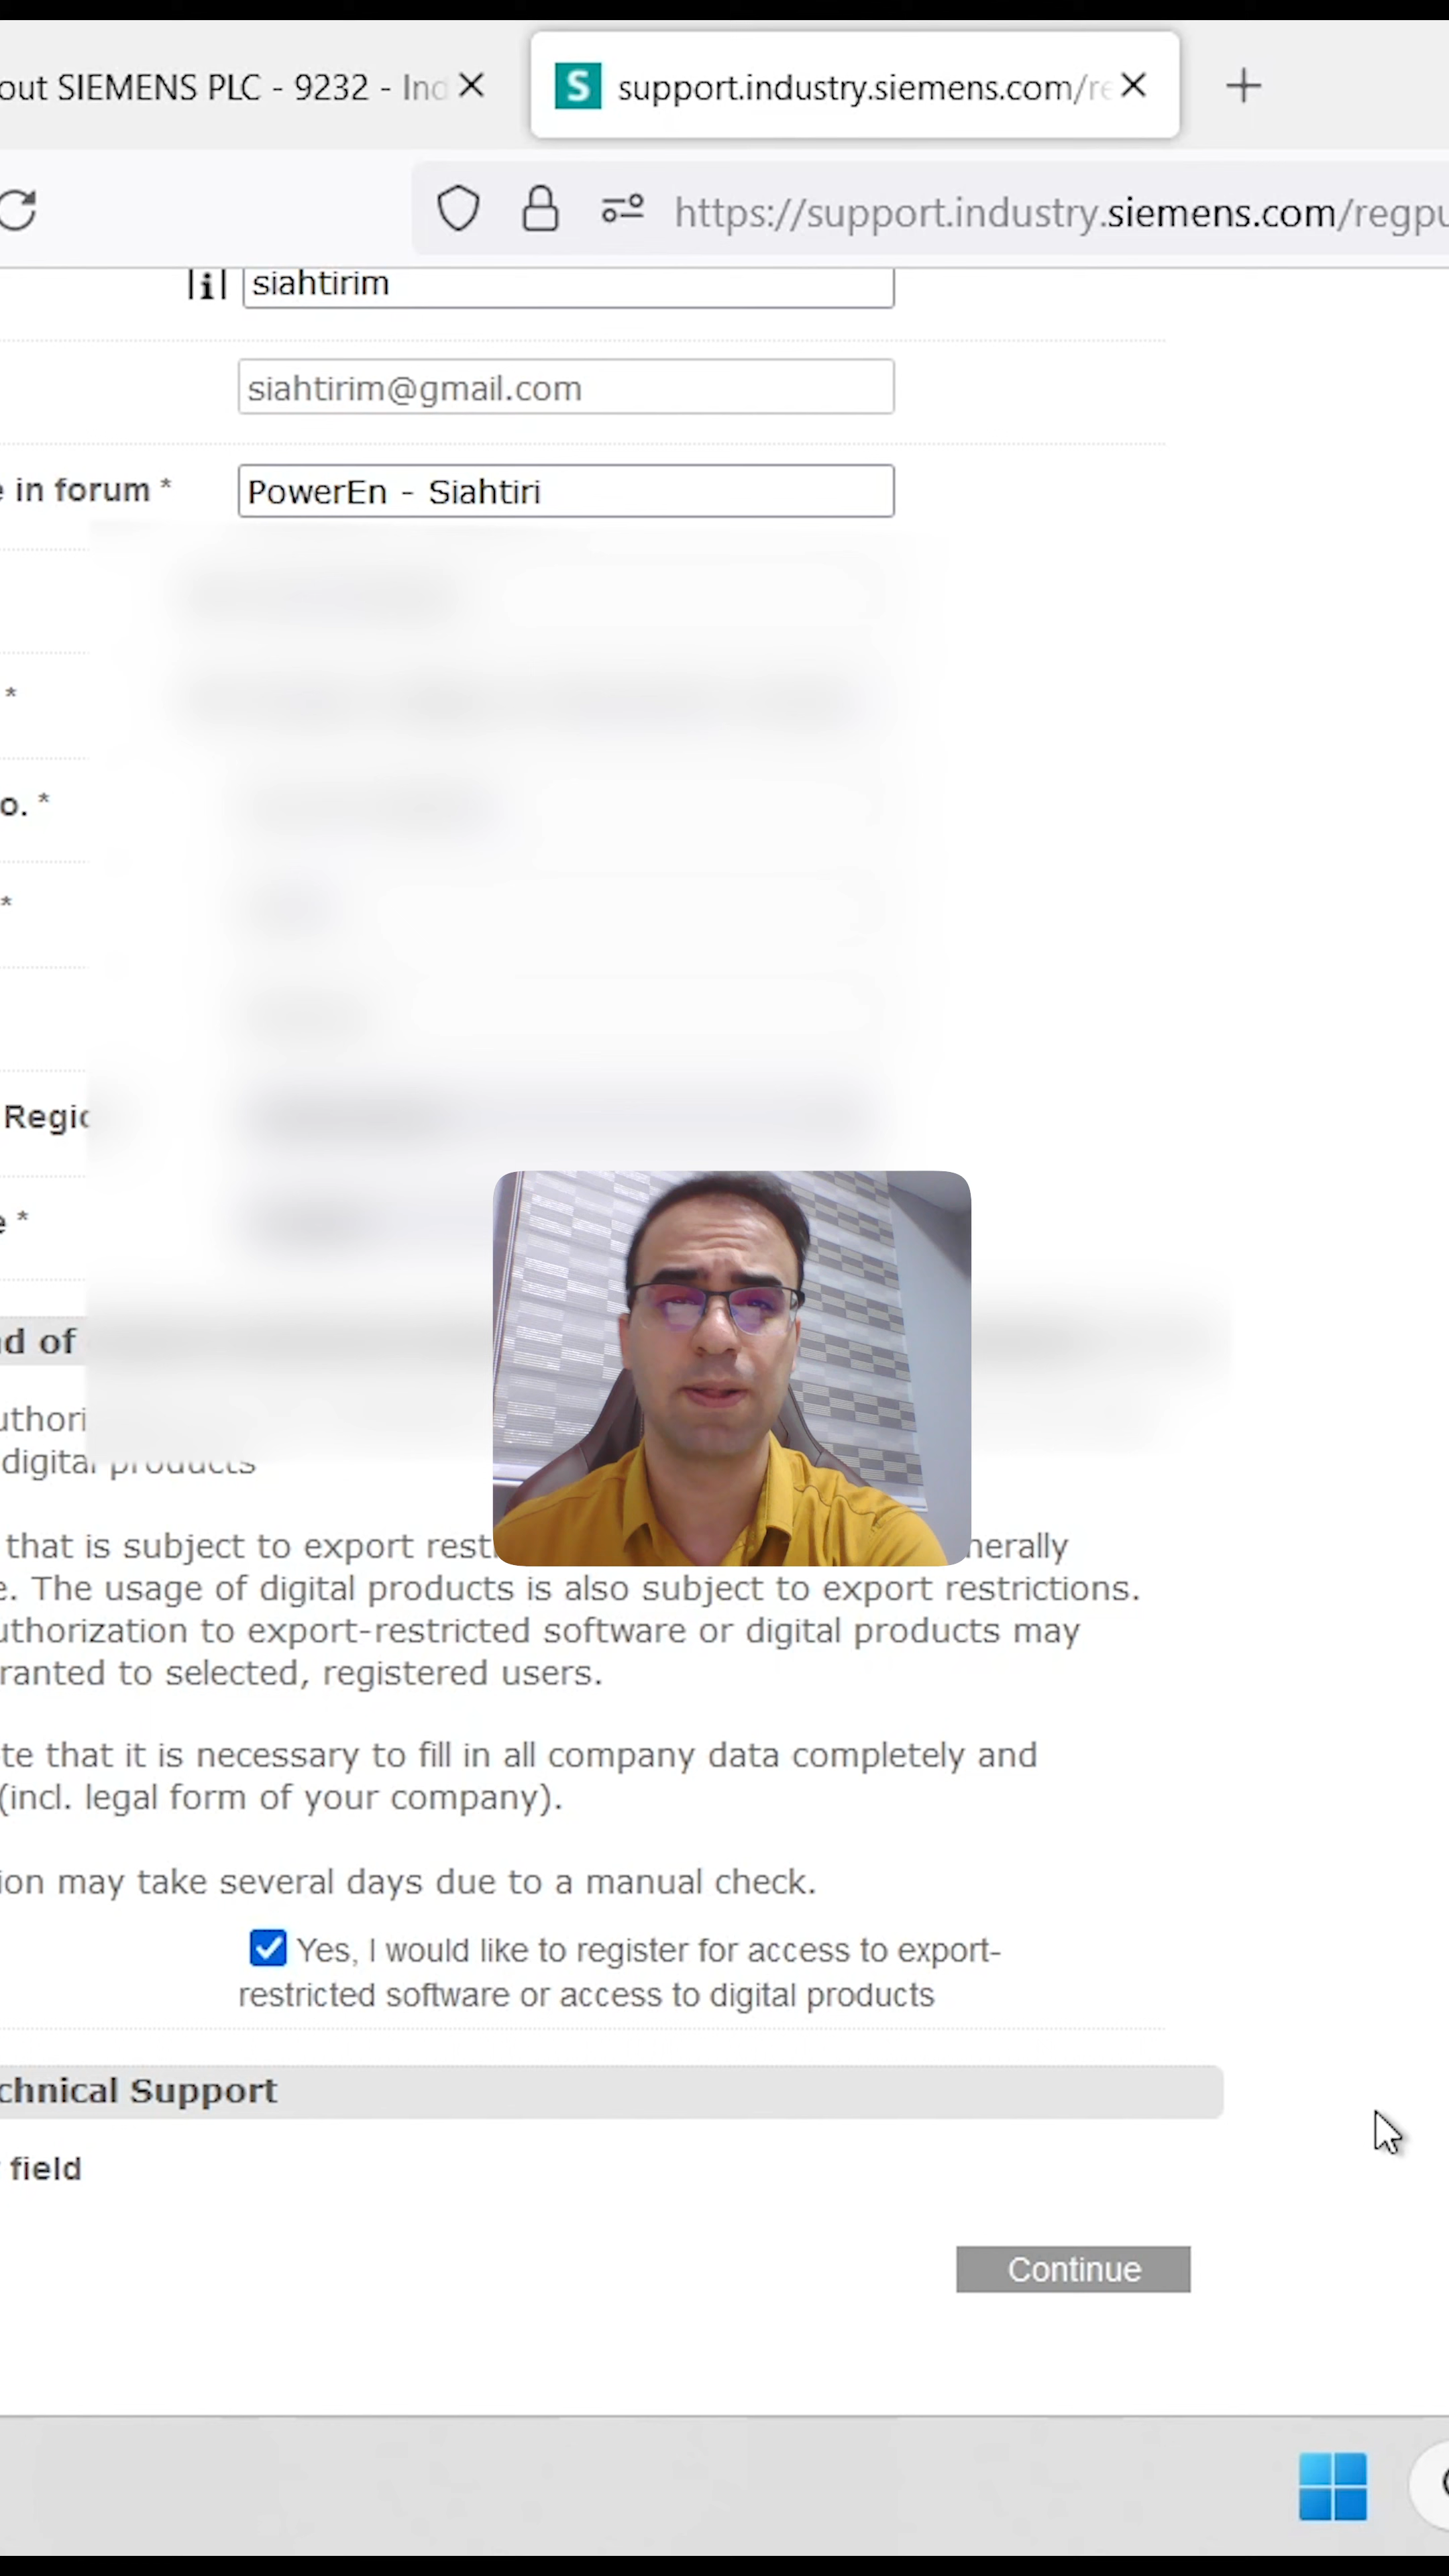 out SIEMENS PLC - 9232 - Ind
support.industry.siemens.com/re
https://support.industry.siemens.com/regpu
siahtirim
siahtirim@gmail.com
e in forum *
PowerEn - Siahtiri
*
o. *
*
Regio
e *
nd of
uthori
digital products
that is subject to export rest nerally
e. The usage of digital products is also subject to export restrictions.
uthorization to export-restricted software or digital products may
ranted to selected, registered users.
te that it is necessary to fill in all company data completely and
(incl. legal form of your company).
ion may take several days due to a manual check.
Yes, I would like to register for access to export-
restricted software or access to digital products
chnical Support
field
Continue